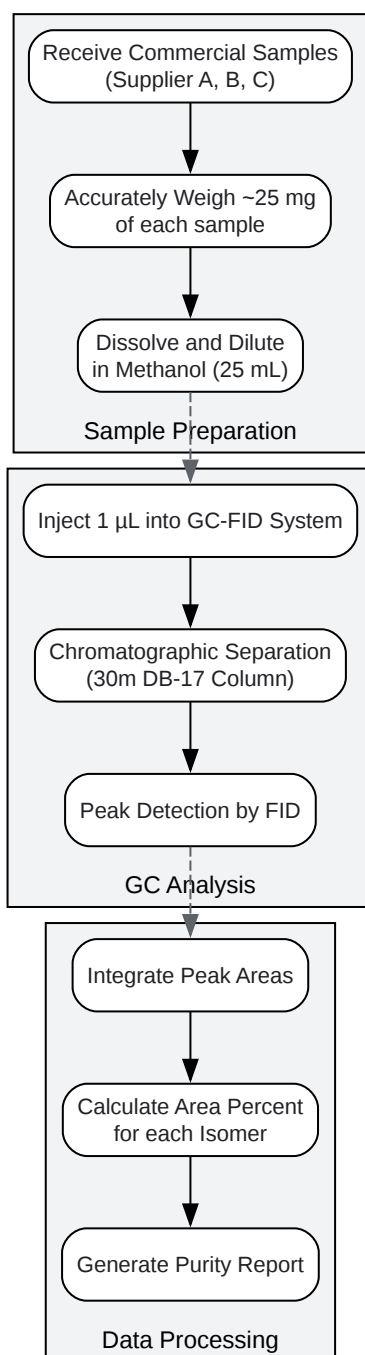 Receive Commercial Samples
(Supplier A, B, C)
Accurately Weigh ~25 mg
of each sample
Dissolve and Dilute
in Methanol (25 mL)
Sample Preparation
Inject 1 µL into GC-FID System
Chromatographic Separation
(30m DB-17 Column)
Peak Detection by FID
GC Analysis
Integrate Peak Areas
Calculate Area Percent
for each Isomer
Generate Purity Report
Data Processing